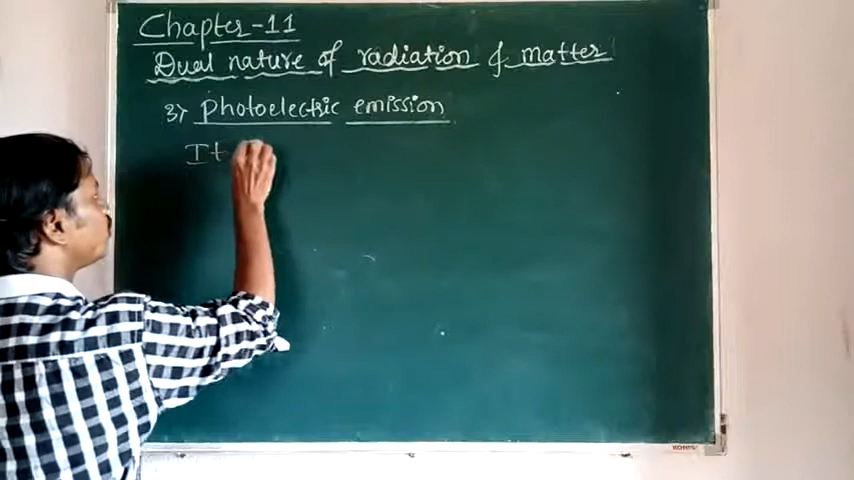 Chapter-11
Dual nature of radiation & matter
3) photoelectric emission
It